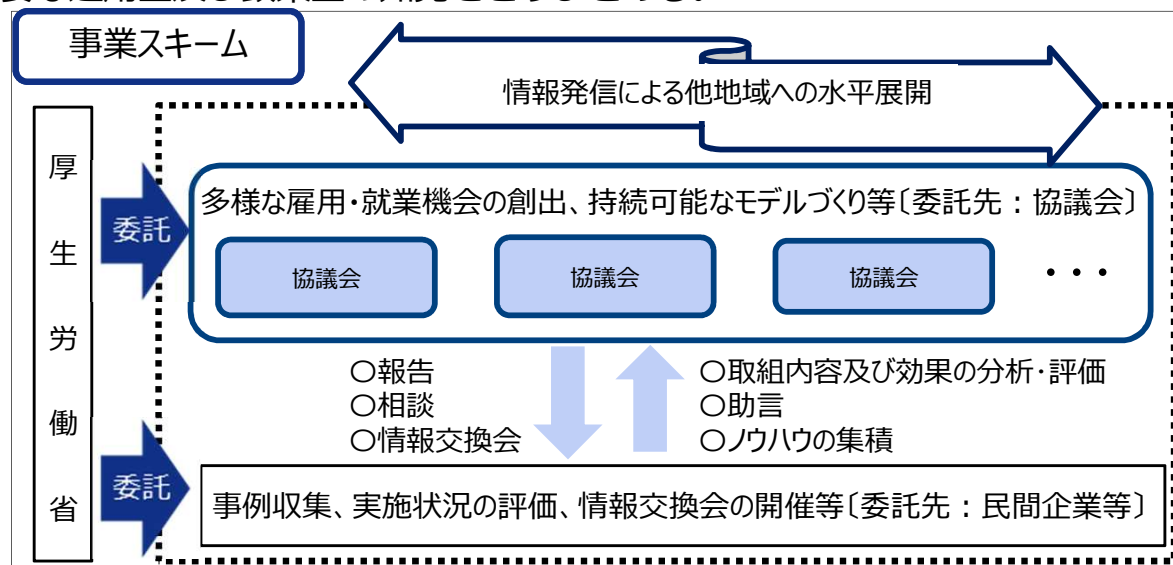 事業スキーム
情報発信による他地域への水平展開
厚生労働省
委託
多様な雇用・就業機会の創出、持続可能なモデルづくり等〔委託先：協議会〕
協議会
協議会
協議会
・・・
〇報告
〇相談
〇情報交換会
〇取組内容及び効果の分析・評価
〇助言
〇ノウハウの集積
委託
事例収集、実施状況の評価、情報交換会の開催等〔委託先：民間企業等〕